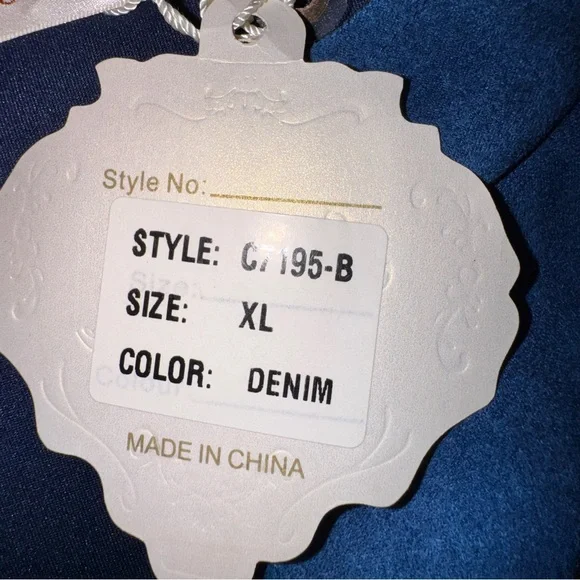 Style No:
STYLE: C7195-B
SIZE: XL
COLOR: DENIM
MADE IN CHINA